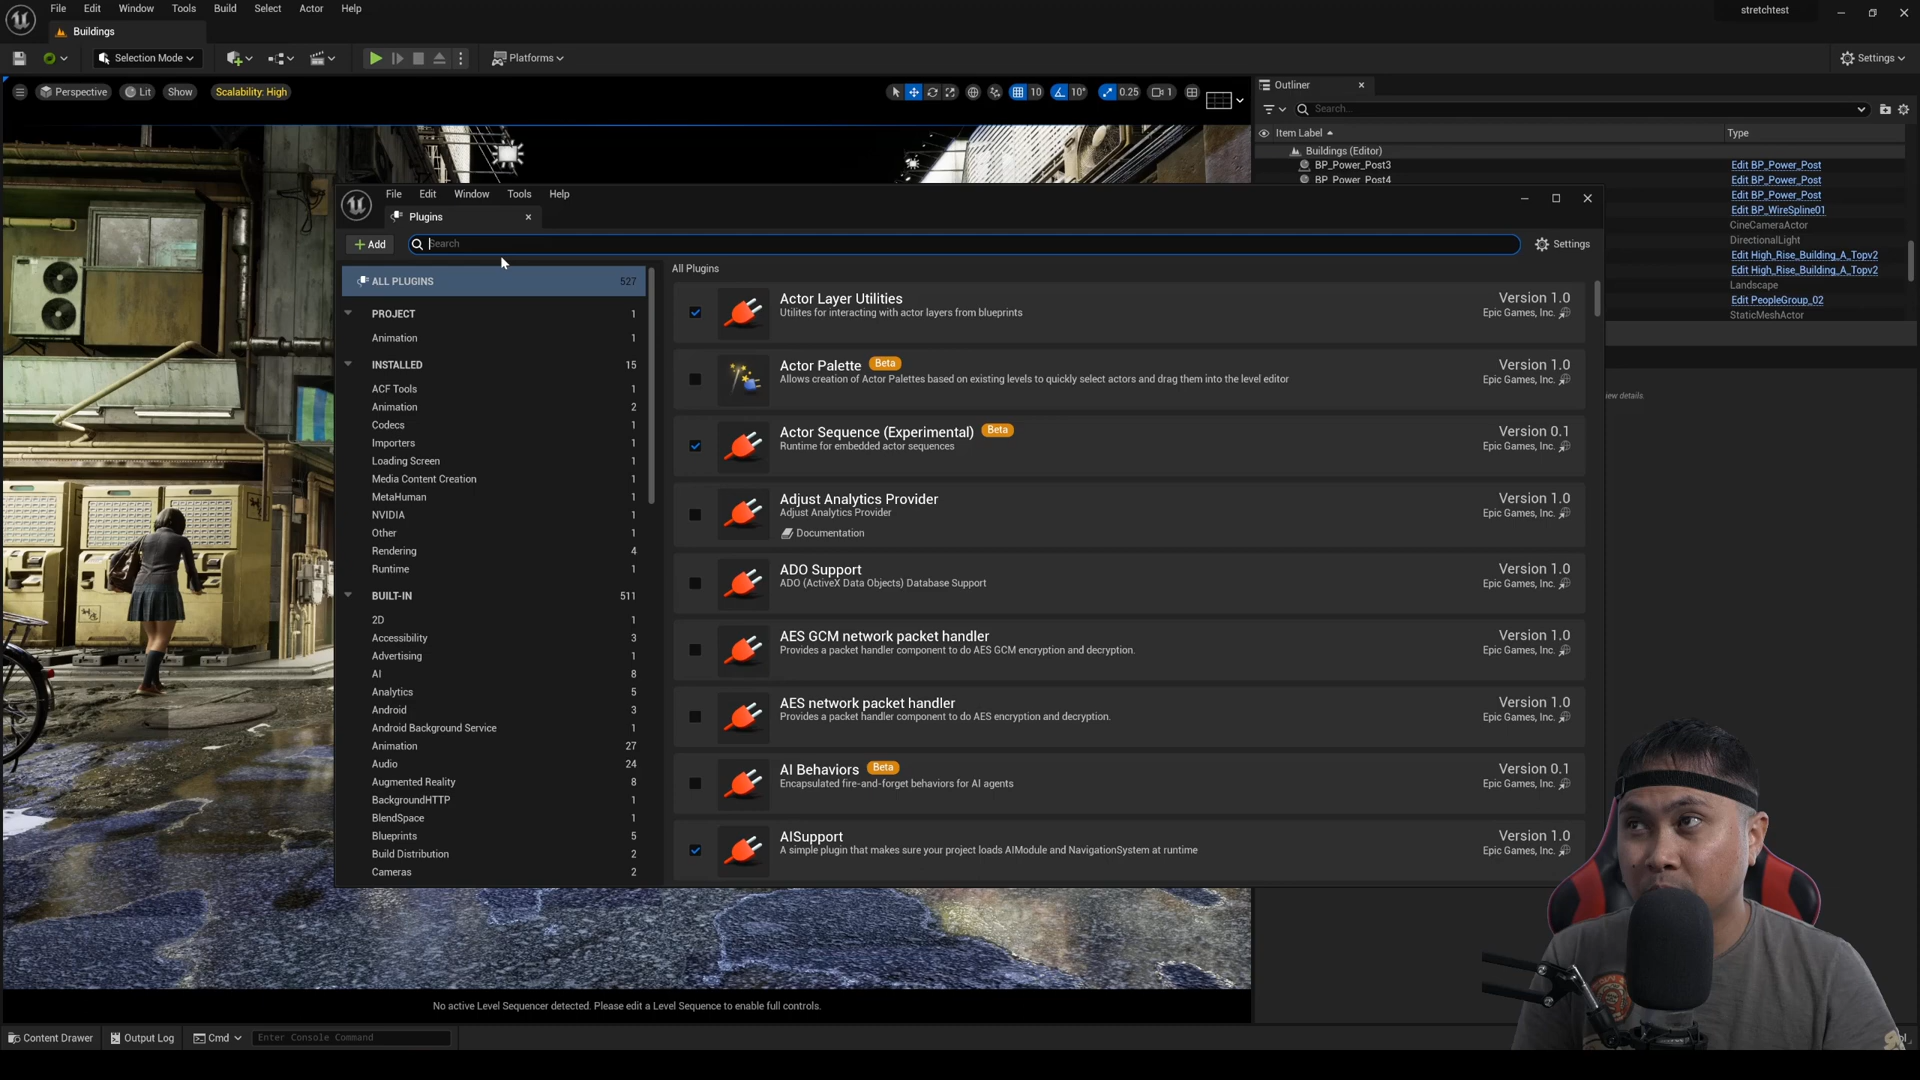 File Edit Window Tools Build Select Actor Help
stretchtest
Buildings
Selection Mode
Platforms
Settings
Perspective Lit Show Scalability: High
10 10° 0.25 1
Outliner
Search...
Item Label Type
Buildings (Editor)
BP_Power_Post3 Edit BP_Power_Post
BP_Power_Post4 Edit BP_Power_Post
Edit BP_Power_Post
Edit BP_WireSpline01
CineCameraActor
DirectionalLight
Edit High_Rise_Building_A_Topv2
Edit High_Rise_Building_A_Topv2
Landscape
Edit PeopleGroup_02
StaticMeshActor
iew details.
File Edit Window Tools Help
Plugins
Add
Search
Settings
ALL PLUGINS 527
PROJECT 1
Animation 1
INSTALLED 15
ACF Tools 1
Animation 2
Codecs 1
Importers 1
Loading Screen 1
Media Content Creation 1
MetaHuman 1
NVIDIA 1
Other 1
Rendering 4
Runtime 1
BUILT-IN 511
2D 1
Accessibility 3
Advertising 1
AI 8
Analytics 5
Android 3
Android Background Service 1
Animation 27
Audio 24
Augmented Reality 8
BackgroundHTTP 1
BlendSpace 1
Blueprints 5
Build Distribution 2
Cameras 2
All Plugins
Actor Layer Utilities Version 1.0
Utilites for interacting with actor layers from blueprints Epic Games, Inc.
Actor Palette Beta Version 1.0
Allows creation of Actor Palettes based on existing levels to quickly select actors and drag them into the level editor Epic Games, Inc.
Actor Sequence (Experimental) Beta Version 0.1
Runtime for embedded actor sequences Epic Games, Inc.
Adjust Analytics Provider Version 1.0
Adjust Analytics Provider Epic Games, Inc.
Documentation
ADO Support Version 1.0
ADO (ActiveX Data Objects) Database Support Epic Games, Inc.
AES GCM network packet handler Version 1.0
Provides a packet handler component to do AES GCM encryption and decryption. Epic Games, Inc.
AES network packet handler Version 1.0
Provides a packet handler component to do AES encryption and decryption. Epic Games, Inc.
AI Behaviors Beta Version 0.1
Encapsulated fire-and-forget behaviors for AI agents Epic Games, Inc.
AISupport Version 1.0
A simple plugin that makes sure your project loads AIModule and NavigationSystem at runtime Epic Games, Inc.
No active Level Sequencer detected. Please edit a Level Sequence to enable full controls.
Content Drawer Output Log Cmd Enter Console Command